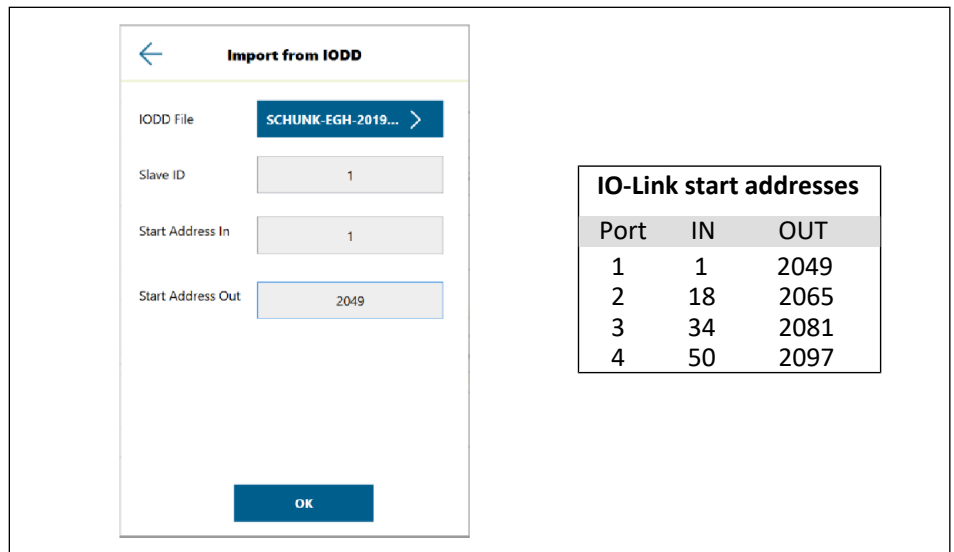 Import from IODD
IODD File SCHUNK-EGH-2019...
Slave ID 1
Start Address In 1
Start Address Out 2049
OK
IO-Link start addresses
Port IN OUT
1 1 2049
2 18 2065
3 34 2081
4 50 2097